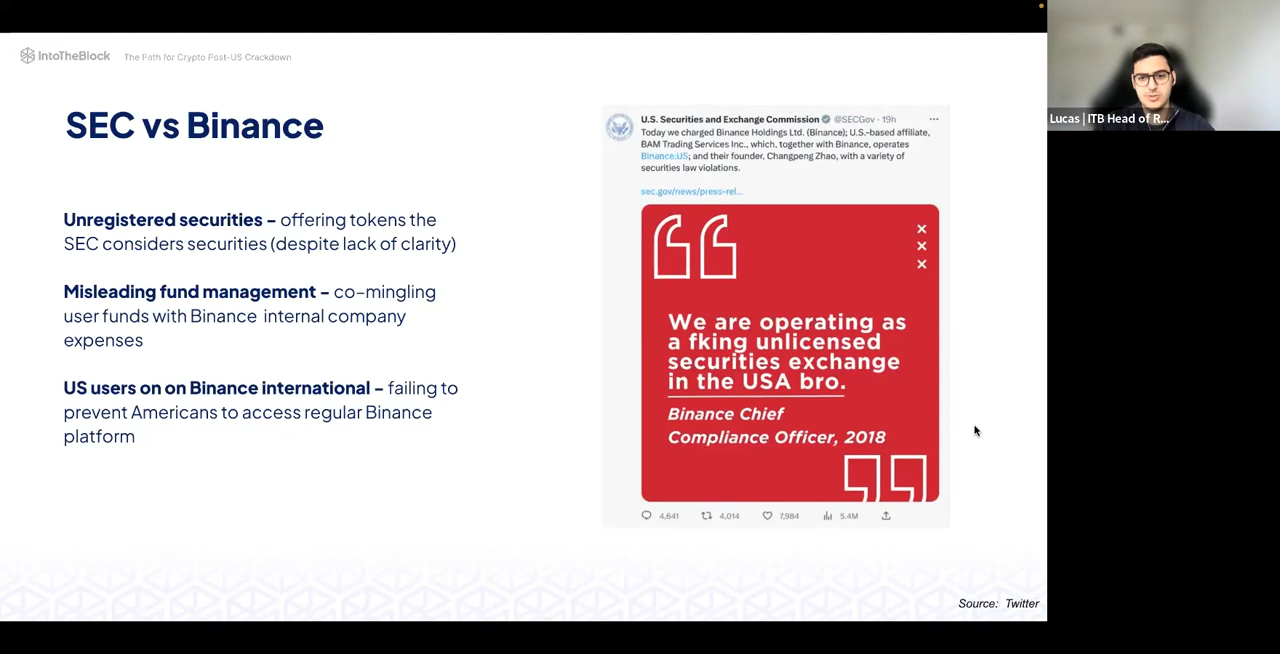 IntoTheBlock The Path for Crypto Post-US Crackdown
SEC vs Binance
Unregistered securities – offering tokens the
SEC considers securities (despite lack of clarity)
Misleading fund management – co-mingling
user funds with Binance internal company
expenses
US users on on Binance international – failing to
prevent Americans to access regular Binance
platform
U.S. Securities and Exchange Commission @SECGov · 19h
Today we charged Binance Holdings Ltd. (Binance); U.S.-based affiliate,
BAM Trading Services Inc., which, together with Binance, operates
Binance.US; and their founder, Changpeng Zhao, with a variety of
securities law violations.
sec.gov/news/press-rel...
We are operating as
a fking unlicensed
securities exchange
in the USA bro.
Binance Chief
Compliance Officer, 2018
4,641 4,014 7,984 5.4M
Source: Twitter
Lucas | ITB Head of R...